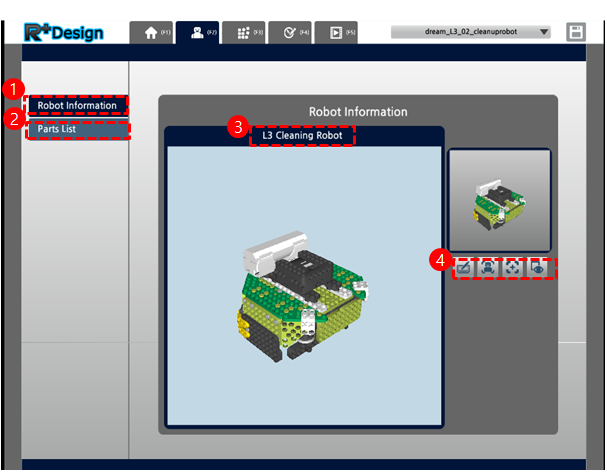 R+Design
(F1)
(F2)
(F3)
(F4)
(F5)
dream_L3_02_cleanuprobot
1
Robot Information
2
Parts List
Robot Information
3
L3 Cleaning Robot
4